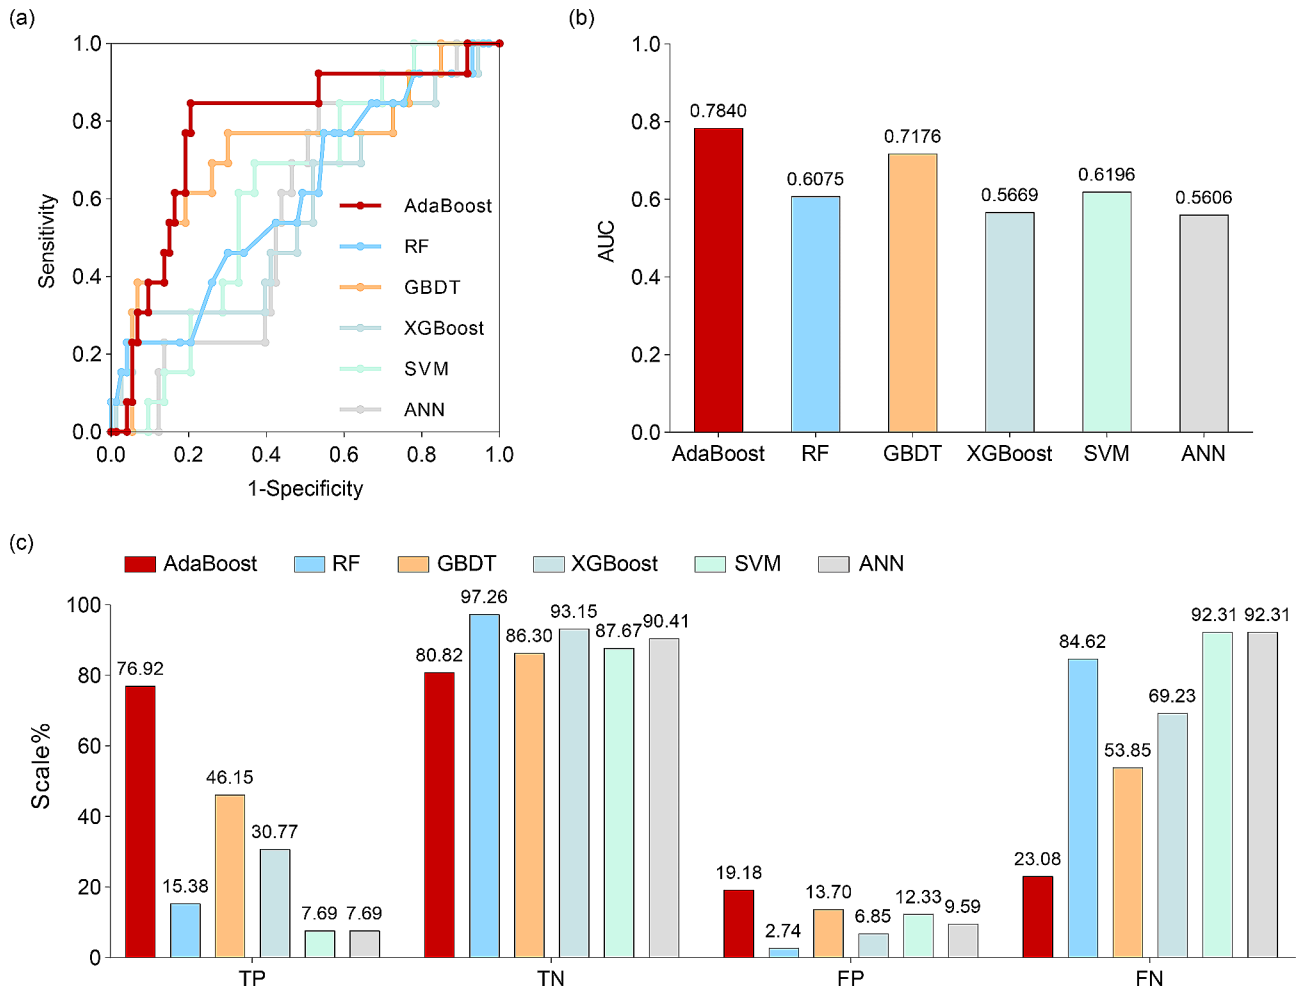 (a)
1.0
0.8
0.6
0.4
0.2
0.0
Sensitivity
0.0 0.2 0.4 0.6 0.8 1.0
1-Specificity
AdaBoost
RF
GBDT
XGBoost
SVM
ANN
(b)
1.0
0.8
0.6
0.4
0.2
0.0
AUC
0.7840
0.6075
0.7176
0.5669
0.6196
0.5606
AdaBoost RF GBDT XGBoost SVM ANN
(c)
AdaBoost RF GBDT XGBoost SVM ANN
100
80
60
40
20
0
Scale%
76.92
15.38
46.15
30.77
7.69
7.69
80.82
97.26
86.30
93.15
87.67
90.41
19.18
2.74
13.70
6.85
12.33
9.59
23.08
84.62
53.85
69.23
92.31
92.31
TP TN FP FN